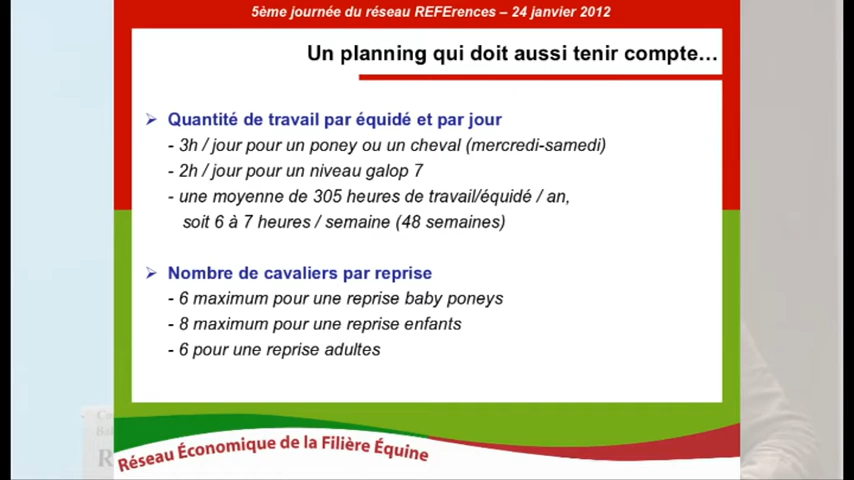 5ème journée du réseau REFErences – 24 janvier 2012
Un planning qui doit aussi tenir compte…
Quantité de travail par équidé et par jour
- 3h / jour pour un poney ou un cheval (mercredi-samedi)
- 2h / jour pour un niveau galop 7
- une moyenne de 305 heures de travail/équidé / an,
soit 6 à 7 heures / semaine (48 semaines)
Nombre de cavaliers par reprise
- 6 maximum pour une reprise baby poneys
- 8 maximum pour une reprise enfants
- 6 pour une reprise adultes
Réseau Économique de la Filière Équine